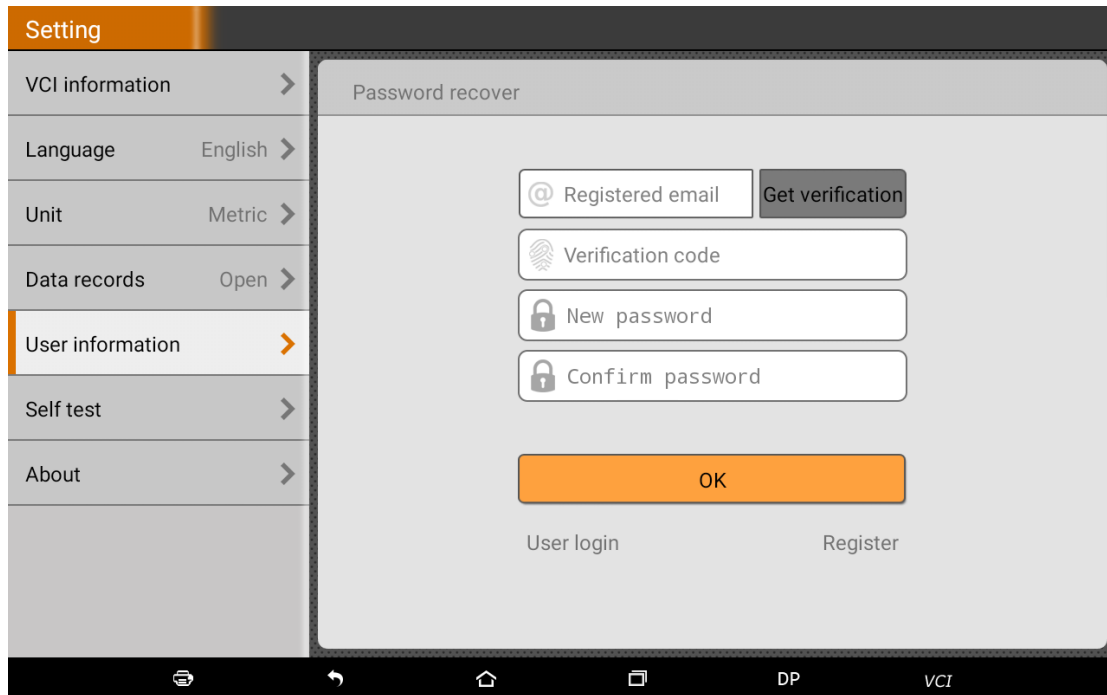 Setting
VCI information
Language English
Unit Metric
Data records Open
User information
Self test
About
Password recover
@ Registered email Get verification
Verification code
New password
Confirm password
OK
User login Register
DP VCI